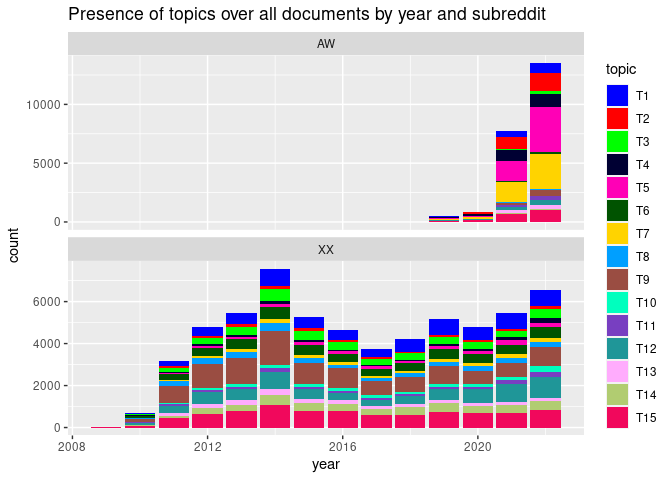 Presence of topics over all documents by year and subreddit
AW
10000
5000
0
XX
6000
4000
2000
0
2008
2012
2016
2020
year
count
topic
T1
T2
T3
T4
T5
T6
T7
T8
T9
T10
T11
T12
T13
T14
T15